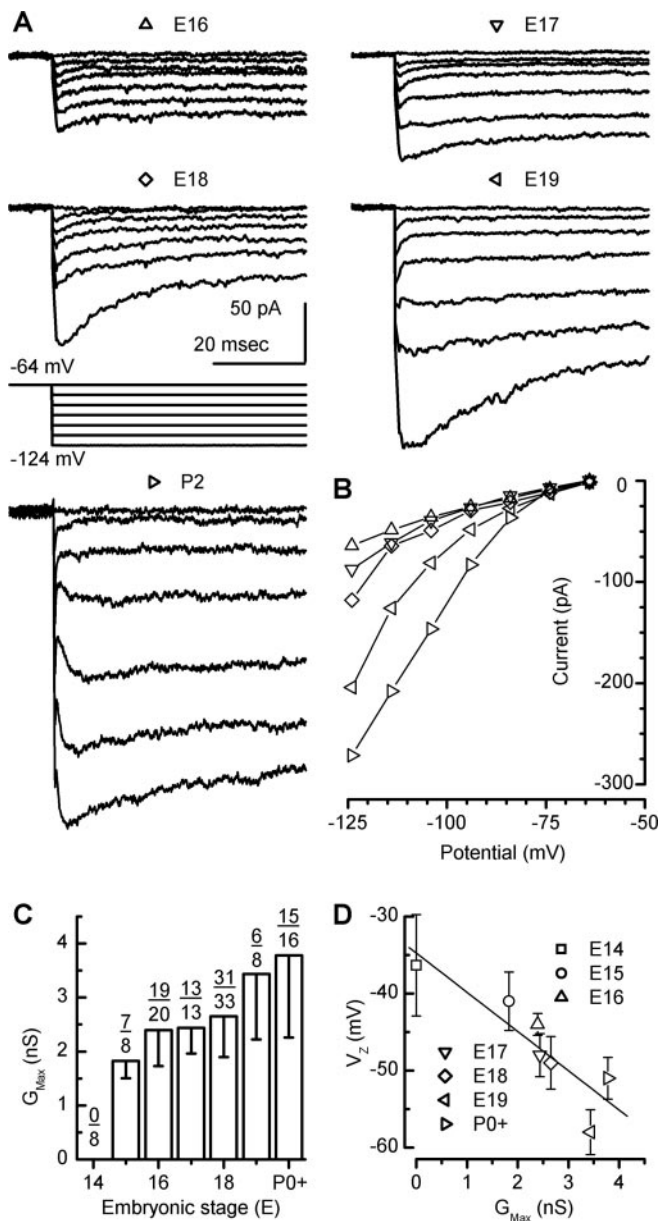 A
△ E16
▽ E17
◇ E18
◁ E19
50 pA
20 msec
-64 mV
-124 mV
▷ P2
B
0
-100
-200
-300
Current (pA)
-125 -100 -75 -50
Potential (mV)
C
4
3
2
1
0
G_Max (nS)
0/8
7/8
19/20
13/13
31/33
6/8
15/16
14 16 18 P0+
Embryonic stage (E)
D
-30
-40
-50
-60
V_Z (mV)
□ E14
○ E15
△ E16
▽ E17
◇ E18
◁ E19
▷ P0+
0 1 2 3 4
G_Max (nS)